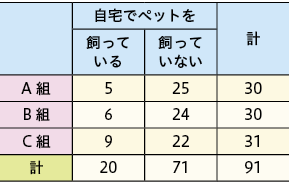 自宅でペットを
飼って
いる
飼って
いない
計
A組 5 25 30
B組 6 24 30
C組 9 22 31
計 20 71 91